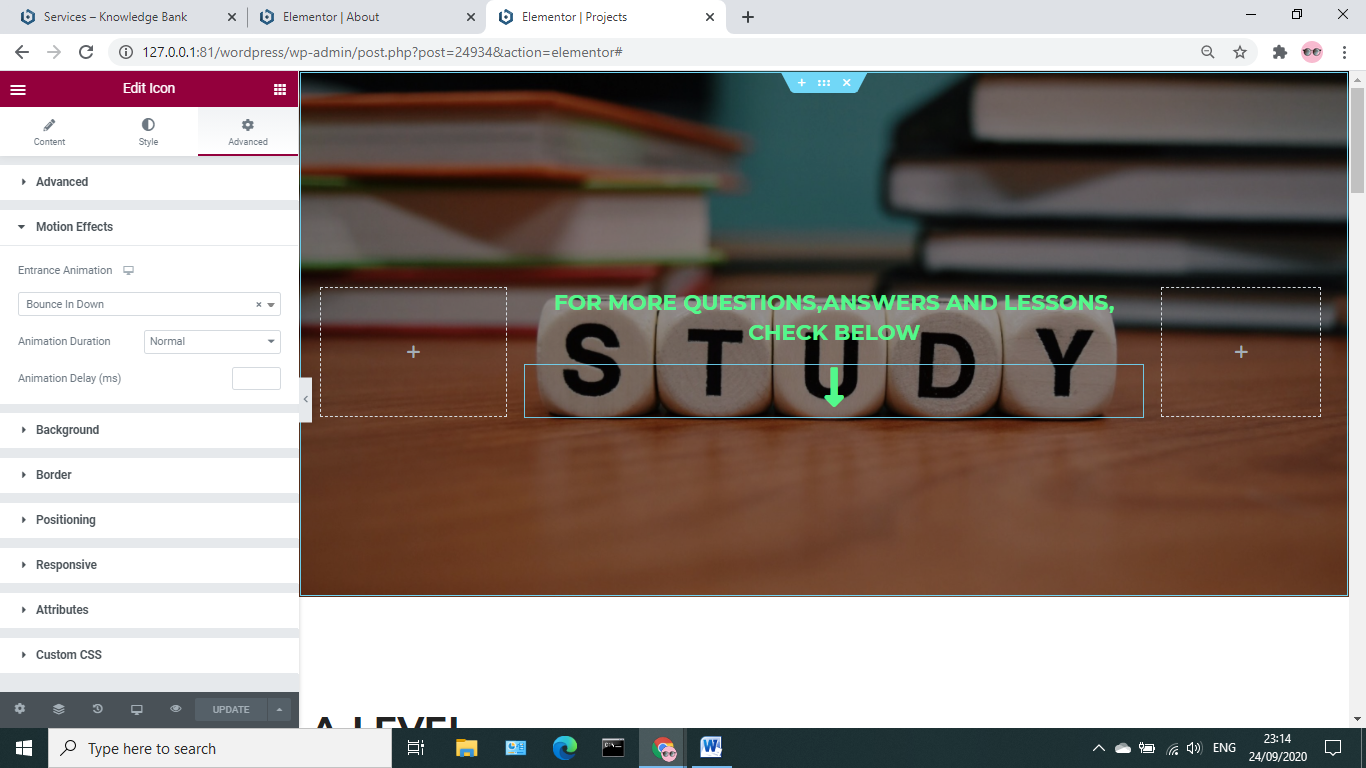 Services – Knowledge Bank
Elementor | About
Elementor | Projects
127.0.0.1:81/wordpress/wp-admin/post.php?post=24934&action=elementor#
Edit Icon
Content
Style
Advanced
Advanced
Motion Effects
Entrance Animation
Bounce In Down
Animation Duration
Normal
Animation Delay (ms)
Background
Border
Positioning
Responsive
Attributes
Custom CSS
UPDATE
FOR MORE QUESTIONS,ANSWERS AND LESSONS,
CHECK BELOW
STUDY
A-LEVEL
Type here to search
ENG
23:14
24/09/2020